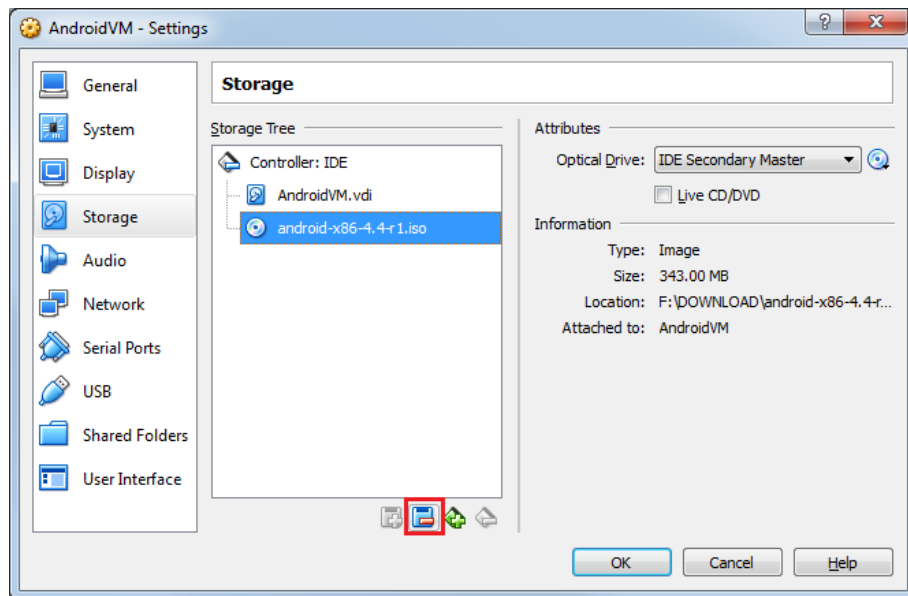 AndroidVM - Settings
General
System
Display
Storage
Audio
Network
Serial Ports
USB
Shared Folders
User Interface
Storage
Storage Tree
Controller: IDE
AndroidVM.vdi
android-x86-4.4-r1.iso
Attributes
Optical Drive: IDE Secondary Master
Live CD/DVD
Information
Type: Image
Size: 343.00 MB
Location: F:\DOWNLOAD\android-x86-4.4-r...
Attached to: AndroidVM
OK Cancel Help